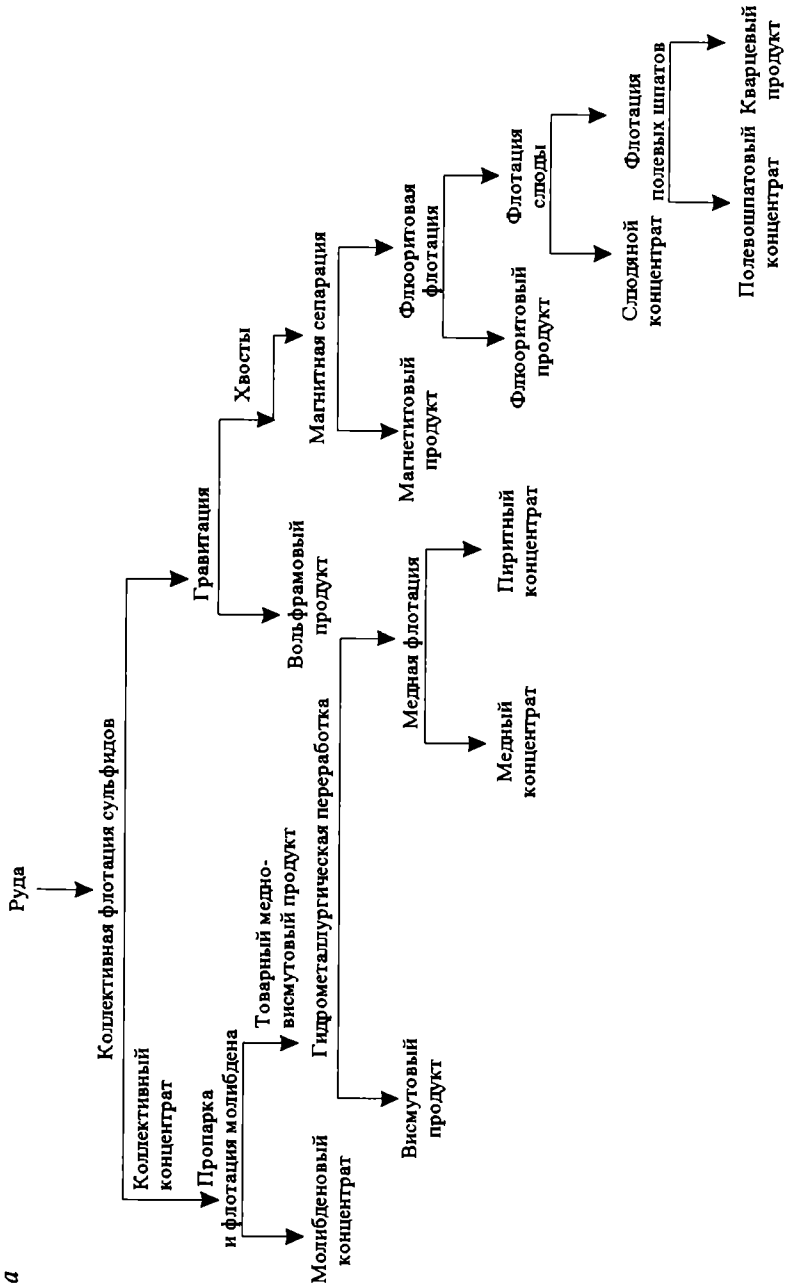 а
Руда
Коллективная флотация сульфидов
Коллективный
концентрат
Пропарка
и флотация молибдена
Молибденовый
концентрат
Товарный медно-
висмутовый продукт
Гидрометаллургическая переработка
Висмутовый
продукт
Медная флотация
Медный
концентрат
Пиритный
концентрат
Гравитация
Вольфрамовый
продукт
Хвосты
Магнитная сепарация
Магнетитовый
продукт
Флюоритовая
флотация
Флюоритовый
продукт
Флотация
слюды
Слюдяной
концентрат
Флотация
полевых шпатов
Полевошпатовый
концентрат
Кварцевый
продукт